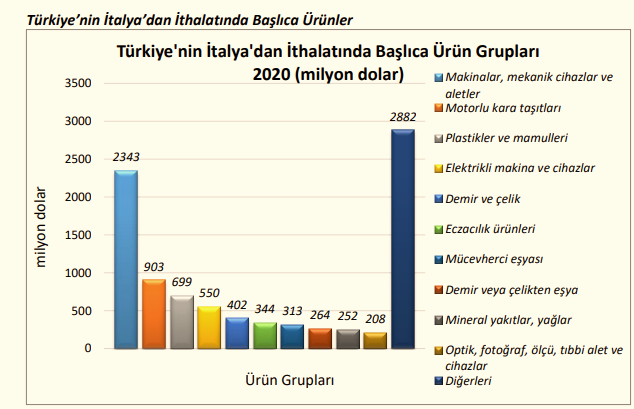 Türkiye’nin İtalya’dan İthalatında Başlıca Ürünler
Türkiye'nin İtalya'dan İthalatında Başlıca Ürün Grupları
2020 (milyon dolar)
milyon dolar
3500
3000
2500
2000
1500
1000
500
0
2343
903
699
550
402
344
313
264
252
208
2882
Ürün Grupları
Makinalar, mekanik cihazlar ve
aletler
Motorlu kara taşıtları
Plastikler ve mamulleri
Elektrikli makina ve cihazlar
Demir ve çelik
Eczacılık ürünleri
Mücevherci eşyası
Demir veya çelikten eşya
Mineral yakıtlar, yağlar
Optik, fotoğraf, ölçü, tıbbi alet ve
cihazlar
Diğerleri